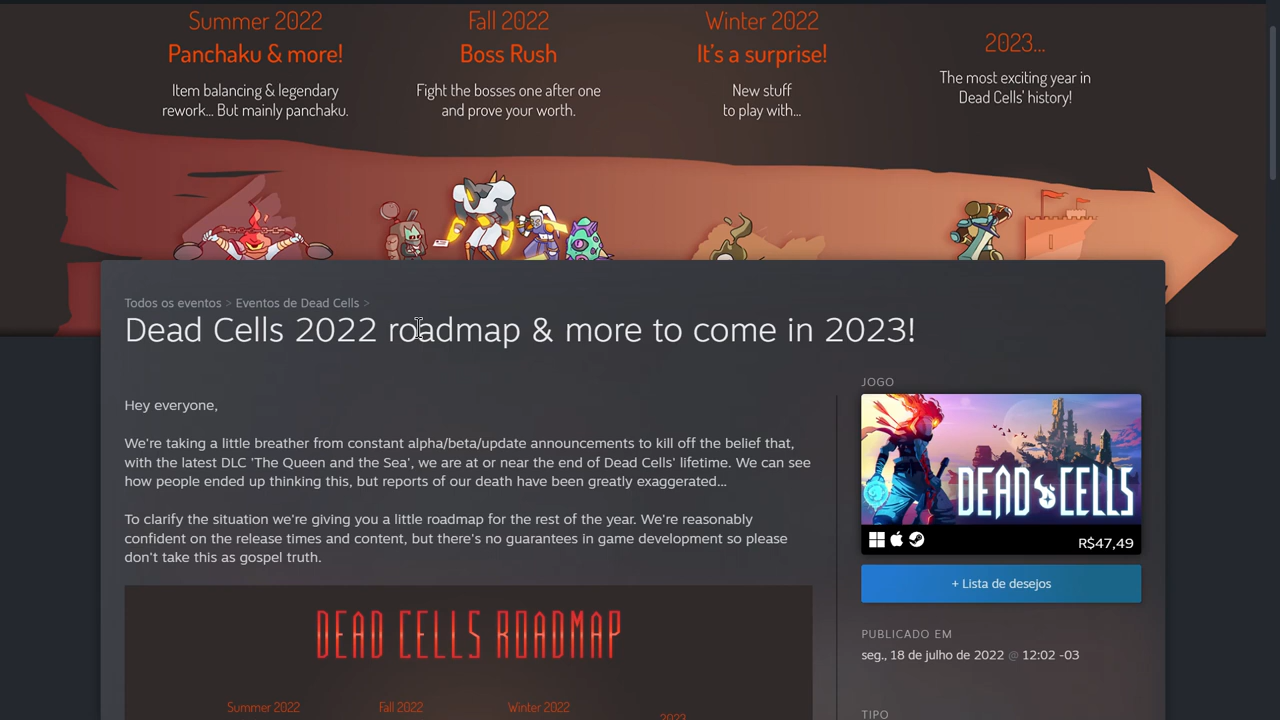 Summer 2022
Panchaku & more!
Item balancing & legendary
rework... But mainly panchaku.
Fall 2022
Boss Rush
Fight the bosses one after one
and prove your worth.
Winter 2022
It's a surprise!
New stuff
to play with...
2023...
The most exciting year in
Dead Cells' history!
Todos os eventos > Eventos de Dead Cells >
Dead Cells 2022 roadmap & more to come in 2023!
Hey everyone,
We're taking a little breather from constant alpha/beta/update announcements to kill off the belief that,
with the latest DLC 'The Queen and the Sea', we are at or near the end of Dead Cells' lifetime. We can see
how people ended up thinking this, but reports of our death have been greatly exaggerated...
To clarify the situation we're giving you a little roadmap for the rest of the year. We're reasonably
confident on the release times and content, but there's no guarantees in game development so please
don't take this as gospel truth.
DEAD CELLS ROADMAP
Summer 2022
Fall 2022
Winter 2022
2023
JOGO
DEAD CELLS
R$47,49
+ Lista de desejos
PUBLICADO EM
seg., 18 de julho de 2022 @ 12:02 -03
TIPO